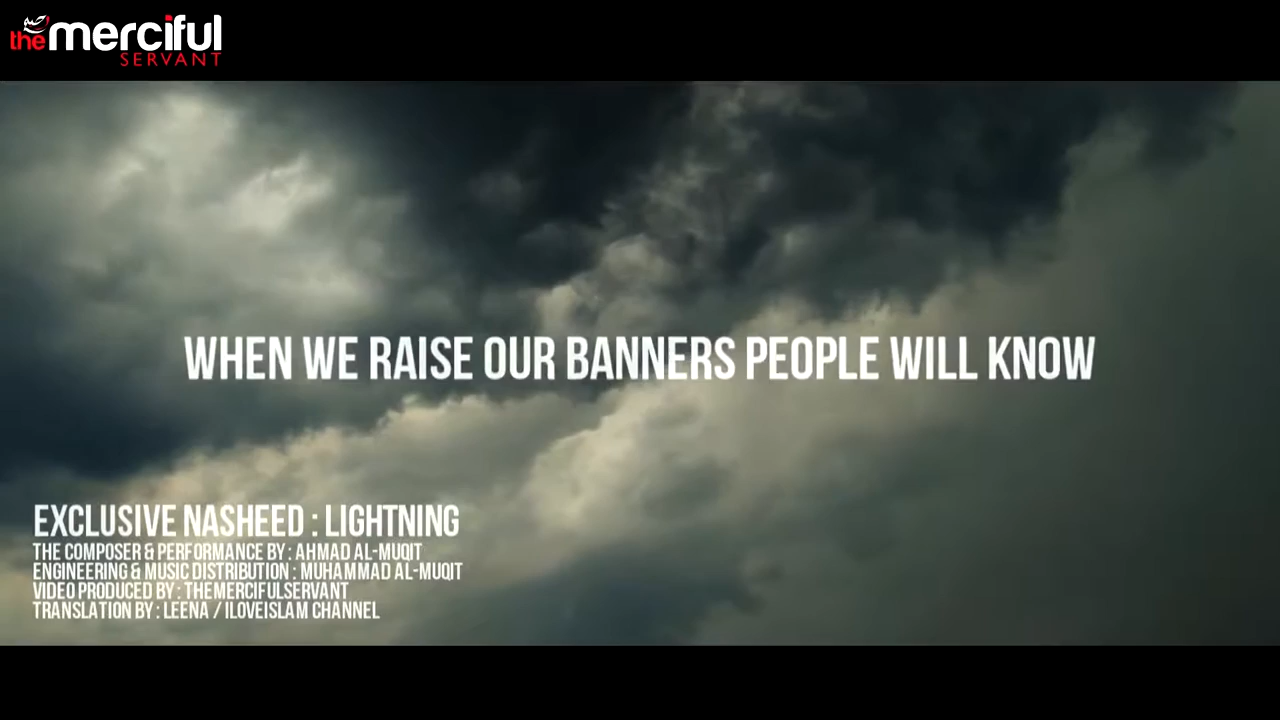 the merciful
SERVANT
WHEN WE RAISE OUR BANNERS PEOPLE WILL KNOW
EXCLUSIVE NASHEED : LIGHTNING
THE COMPOSER & PERFORMANCE BY : AHMAD AL-MUQIT
ENGINEERING & MUSIC DISTRIBUTION : MUHAMMAD AL-MUQIT
VIDEO PRODUCED BY : THEMERCIFULSERVANT
TRANSLATION BY : LEENA / ILOVEISLAM CHANNEL